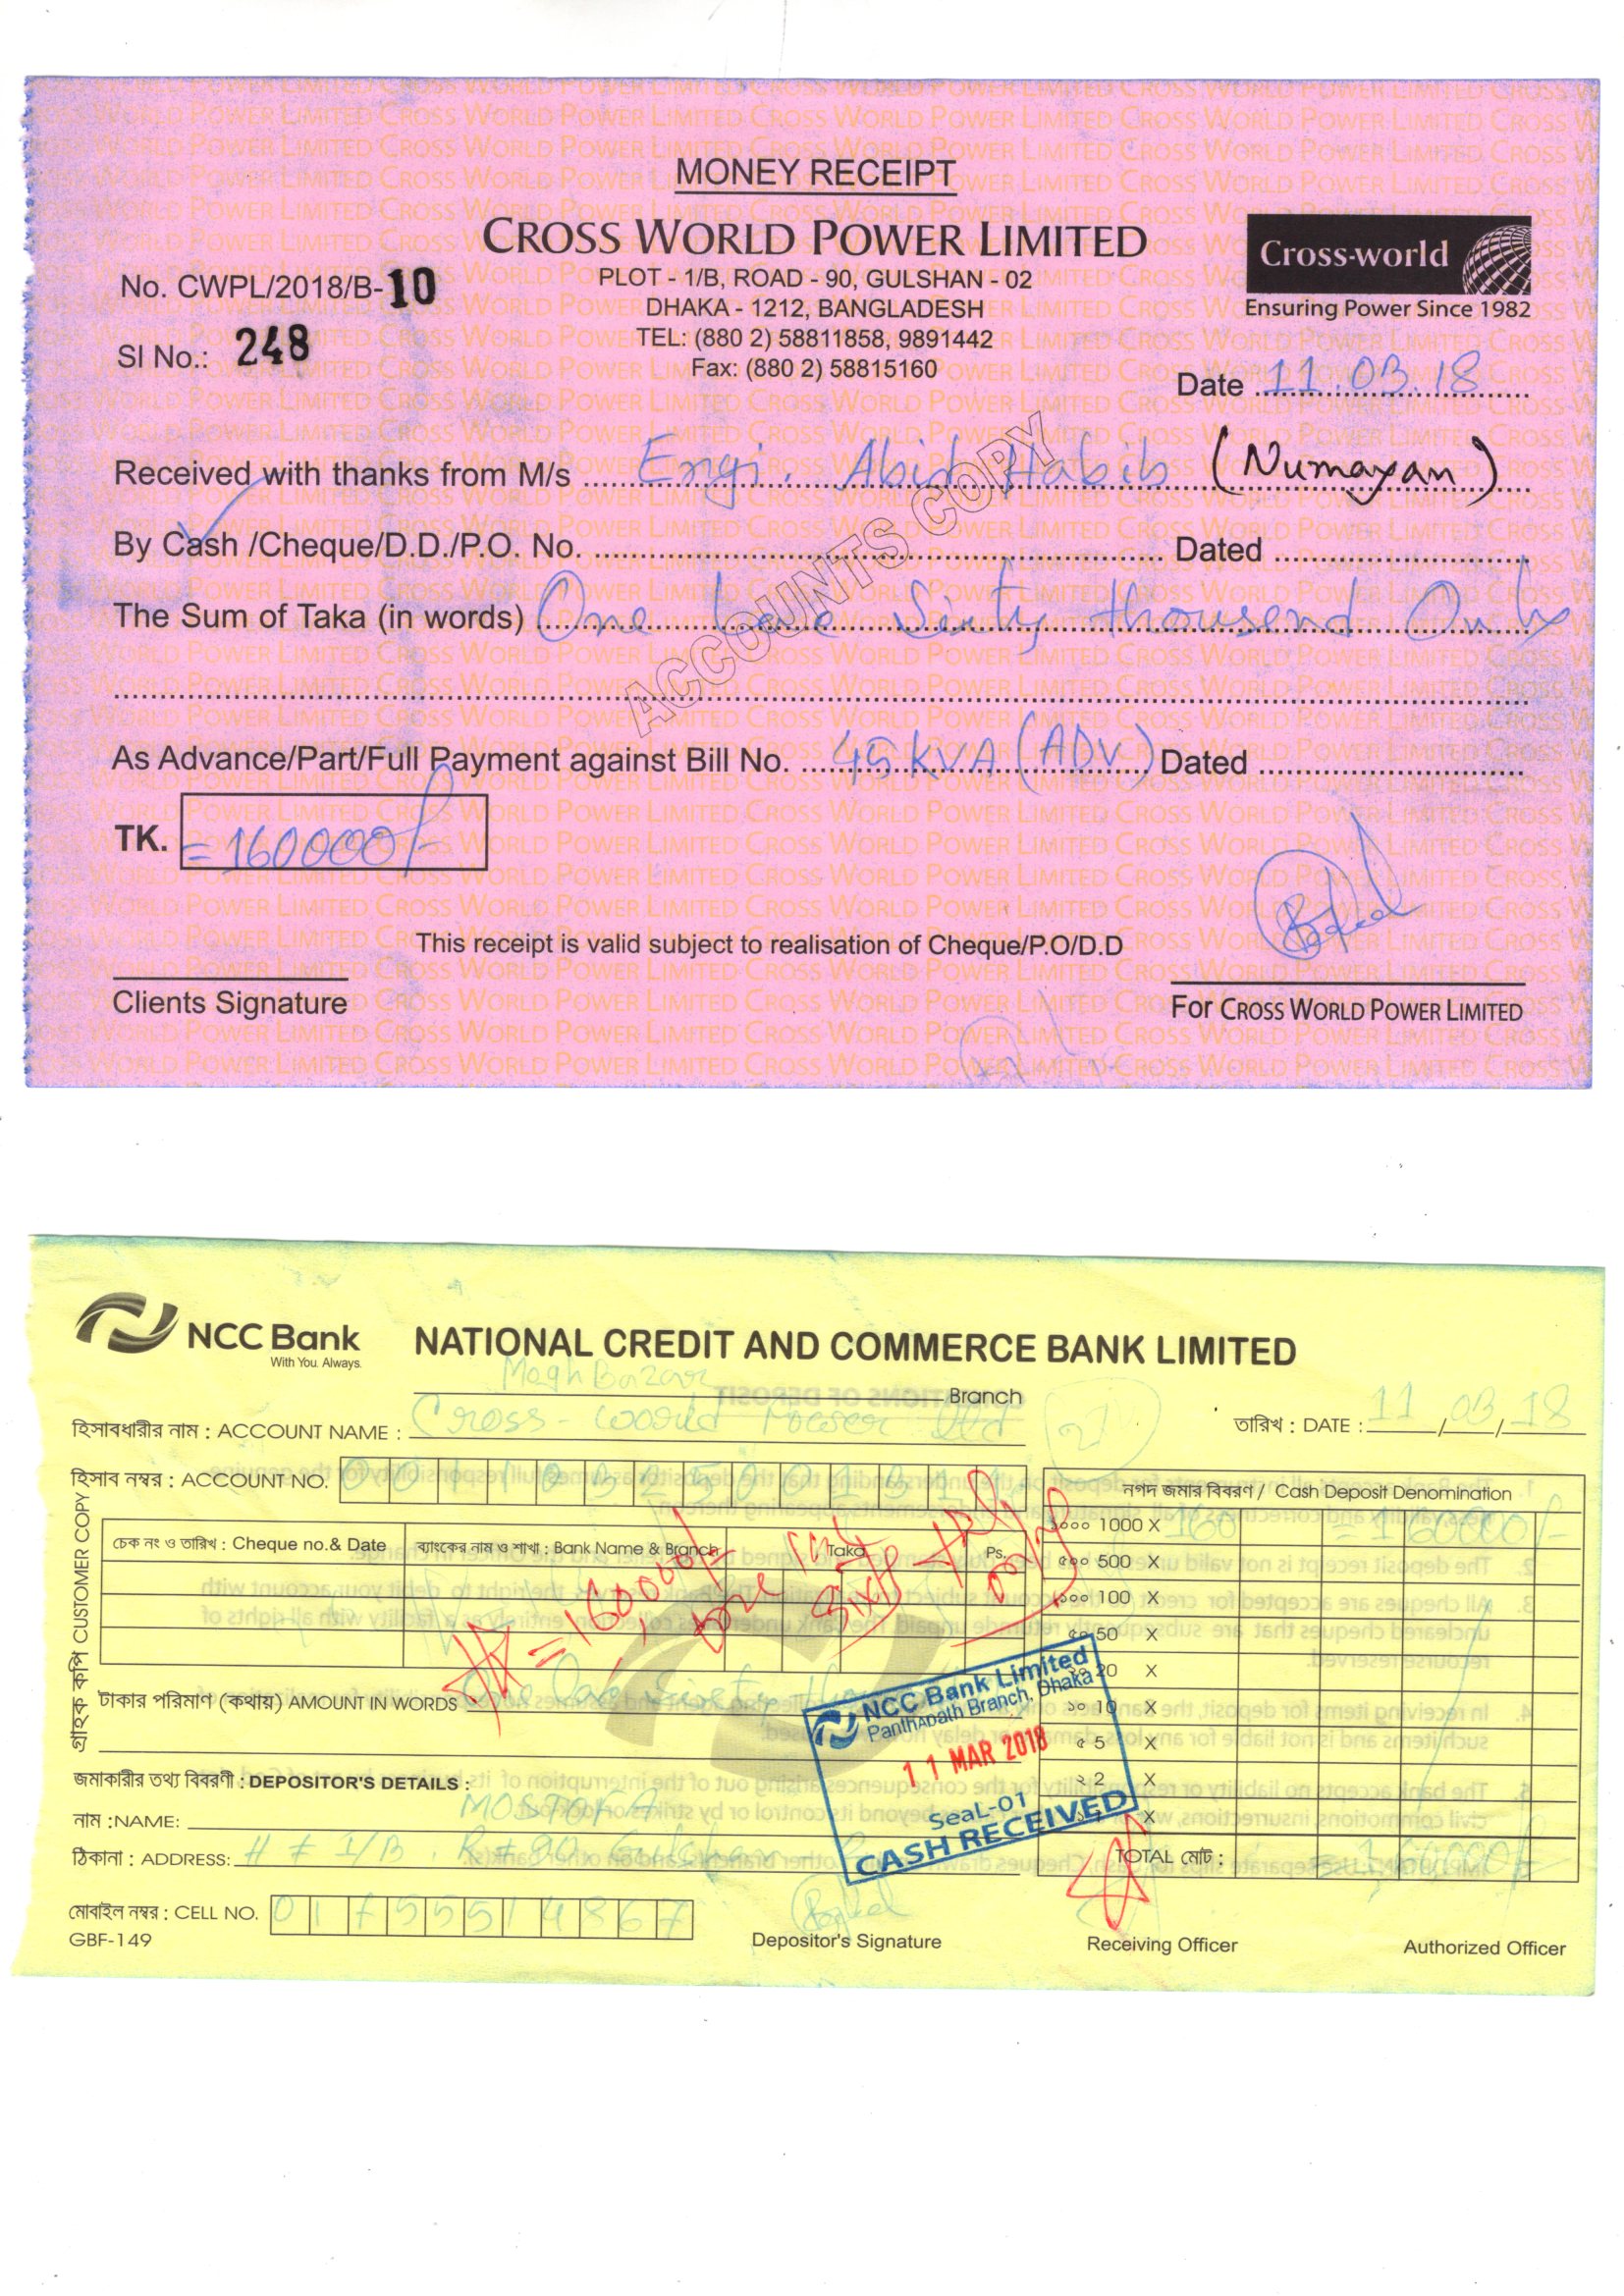 MONEY RECEIPT
CROSS WORLD POWER LIMITED
PLOT - 1/B, ROAD - 90, GULSHAN - 02
DHAKA - 1212, BANGLADESH
TEL: (880 2) 58811858, 9891442
Fax: (880 2) 58815160
Cross-world
Ensuring Power Since 1982
No. CWPL/2018/B-10
Sl No.: 248
Date 11.03.18
Received with thanks from M/s Engi. Abid Habib (Numayan)
By Cash /Cheque/D.D./P.O. No. Dated
The Sum of Taka (in words) One Lac Sixty thousend Only
ACCOUNTS COPY
As Advance/Part/Full Payment against Bill No. 45 KVA (ADV) Dated
TK. =160000/-
This receipt is valid subject to realisation of Cheque/P.O/D.D
Clients Signature
For CROSS WORLD POWER LIMITED
NCC Bank
With You. Always.
NATIONAL CREDIT AND COMMERCE BANK LIMITED
Magh Bazar Branch
হিসাবধারীর নাম : ACCOUNT NAME : Cross-World Power Ltd
তারিখ : DATE : 11/03/18
হিসাব নম্বর : ACCOUNT NO.
নগদ জমার বিবরণ / Cash Deposit Denomination
গ্রাহক কপি CUSTOMER COPY
চেক নং ও তারিখ : Cheque no.& Date ব্যাংকের নাম ও শাখা : Bank Name & Branch Taka Ps.
১০০০ 1000 X 160 = 160000/-
৫০০ 500 X
১০০ 100 X
৫০ 50 X
২০ 20 X
১০ 10 X
৫ 5 X
২ 2 X
X
=160000/-
টাকার পরিমাণ (কথায়) AMOUNT IN WORDS One Lac Sixty
NCC Bank Limited
Panthapath Branch, Dhaka
11 MAR 2018
SeaL-01
CASH RECEIVED
জমাকারীর তথ্য বিবরণী : DEPOSITOR'S DETAILS :
নাম :NAME: MOSTOFA
ঠিকানা : ADDRESS: H # 1/B, R # 90, Gulshan - 2
TOTAL মোট : = 160000/-
মোবাইল নম্বর : CELL NO. 01755514867
GBF-149
Depositor's Signature
Receiving Officer
Authorized Officer